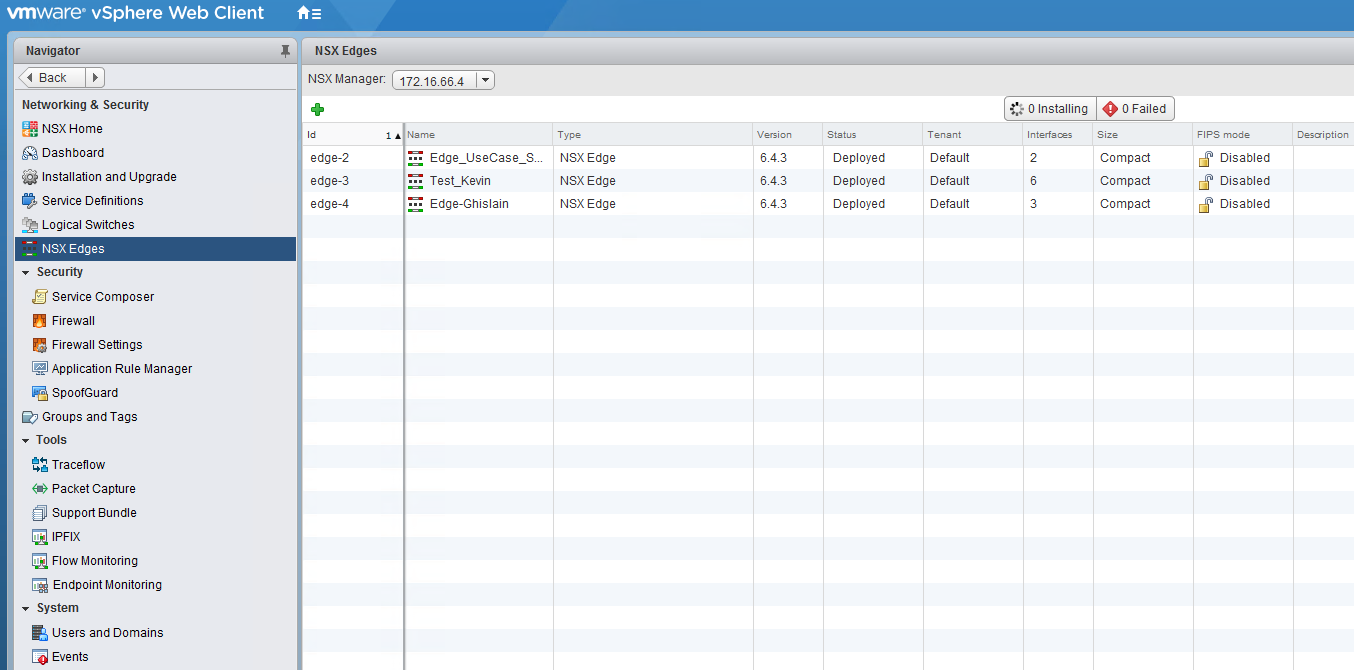 vmware® vSphere Web Client
Navigator
Back
Networking & Security
NSX Home
Dashboard
Installation and Upgrade
Service Definitions
Logical Switches
NSX Edges
Security
Service Composer
Firewall
Firewall Settings
Application Rule Manager
SpoofGuard
Groups and Tags
Tools
Traceflow
Packet Capture
Support Bundle
IPFIX
Flow Monitoring
Endpoint Monitoring
System
Users and Domains
Events
NSX Edges
NSX Manager: 172.16.66.4
0 Installing 0 Failed
Id 1 ▲ Name Type Version Status Tenant Interfaces Size FIPS mode Description
edge-2 Edge_UseCase_S... NSX Edge 6.4.3 Deployed Default 2 Compact Disabled
edge-3 Test_Kevin NSX Edge 6.4.3 Deployed Default 6 Compact Disabled
edge-4 Edge-Ghislain NSX Edge 6.4.3 Deployed Default 3 Compact Disabled